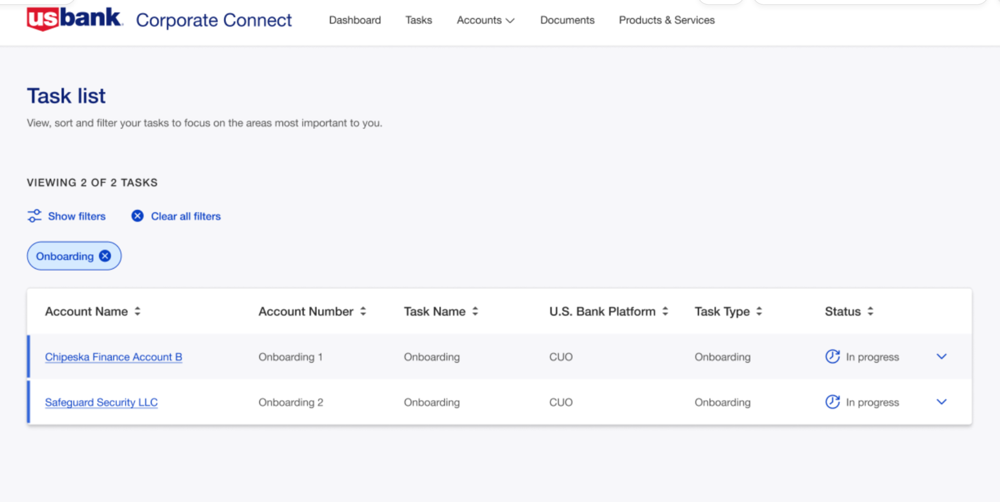 usbank. Corporate Connect Dashboard Tasks Accounts Documents Products & Services
Task list
View, sort and filter your tasks to focus on the areas most important to you.
VIEWING 2 OF 2 TASKS
Show filters Clear all filters
Onboarding
Account Name Account Number Task Name U.S. Bank Platform Task Type Status
Chipeska Finance Account B Onboarding 1 Onboarding CUO Onboarding In progress
Safeguard Security LLC Onboarding 2 Onboarding CUO Onboarding In progress